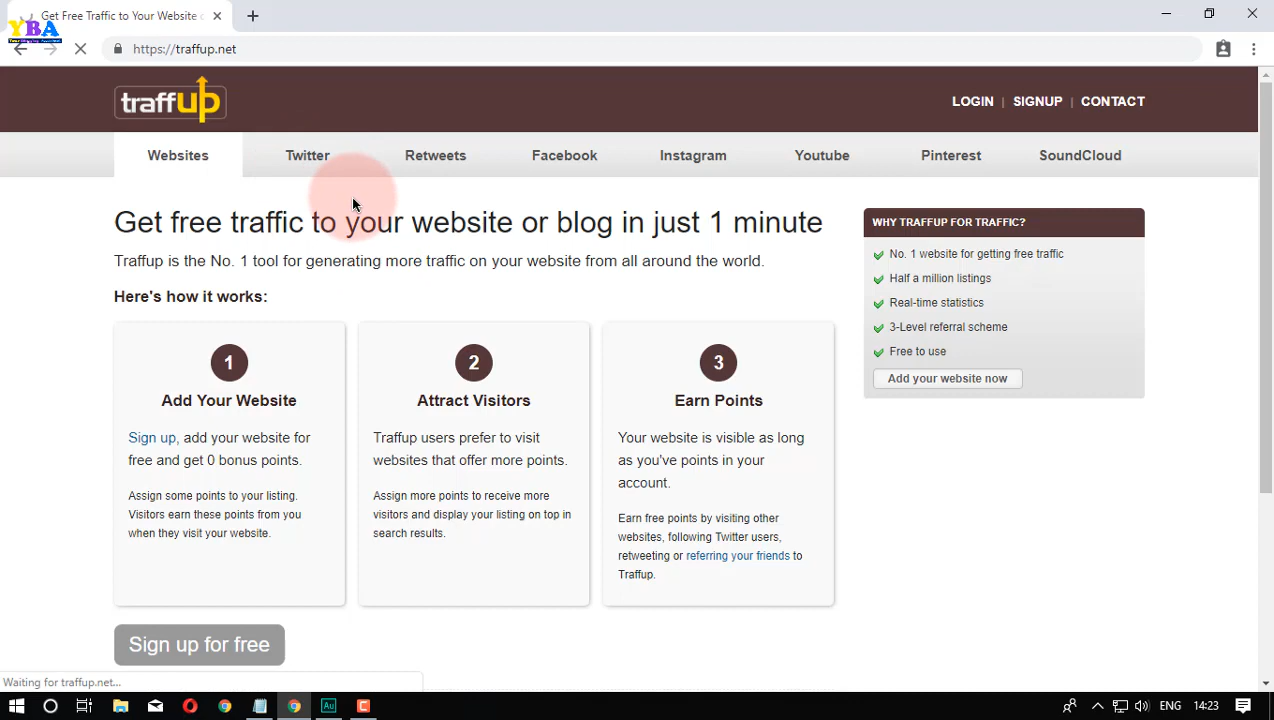 Get Free Traffic to Your Website
YBA
https://traffup.net
traffup
LOGIN | SIGNUP | CONTACT
Websites Twitter Retweets Facebook Instagram Youtube Pinterest SoundCloud
Get free traffic to your website or blog in just 1 minute
Traffup is the No. 1 tool for generating more traffic on your website from all around the world.
Here's how it works:
1
Add Your Website
Sign up, add your website for
free and get 0 bonus points.
Assign some points to your listing.
Visitors earn these points from you
when they visit your website.
2
Attract Visitors
Traffup users prefer to visit
websites that offer more points.
Assign more points to receive more
visitors and display your listing on top in
search results.
3
Earn Points
Your website is visible as long
as you've points in your
account.
Earn free points by visiting other
websites, following Twitter users,
retweeting or referring your friends to
Traffup.
WHY TRAFFUP FOR TRAFFIC?
No. 1 website for getting free traffic
Half a million listings
Real-time statistics
3-Level referral scheme
Free to use
Add your website now
Sign up for free
Waiting for traffup.net...
Au
C
ENG 14:23